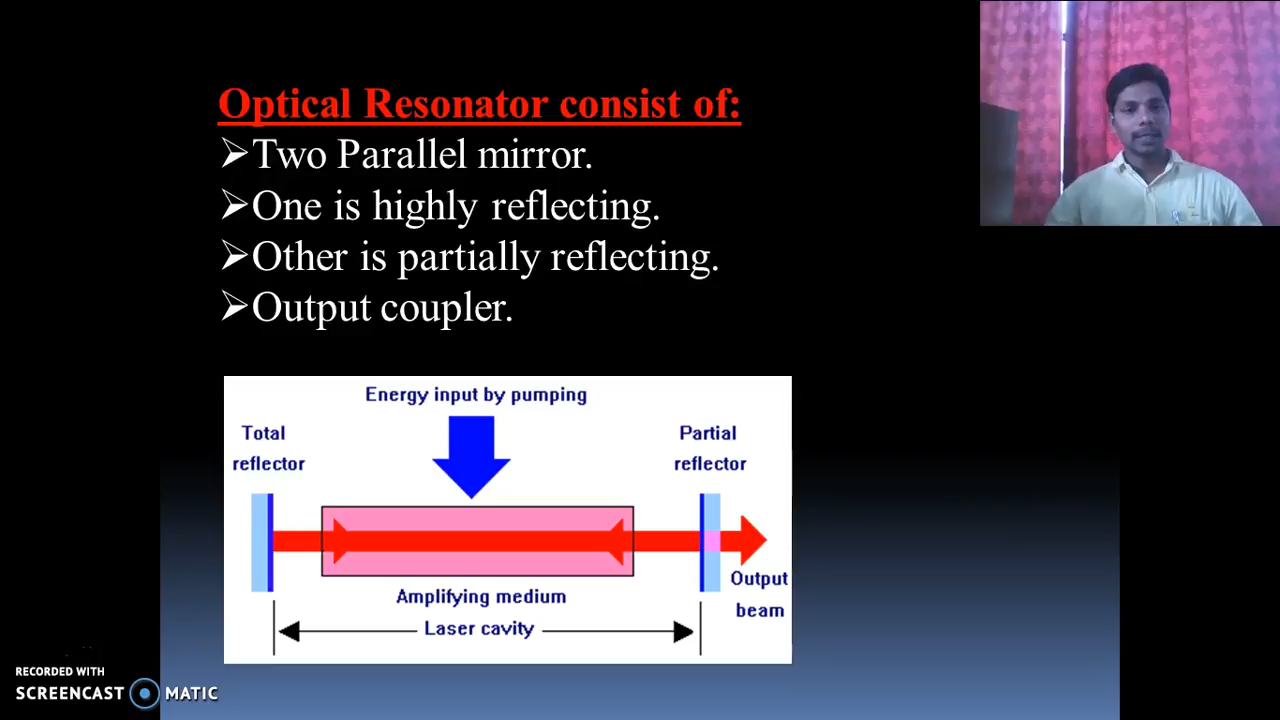 Optical Resonator consist of:
➢Two Parallel mirror.
➢One is highly reflecting.
➢Other is partially reflecting.
➢Output coupler.
Energy input by pumping
Total
reflector
Partial
reflector
Output
beam
Amplifying medium
Laser cavity
RECORDED WITH
SCREENCAST MATIC